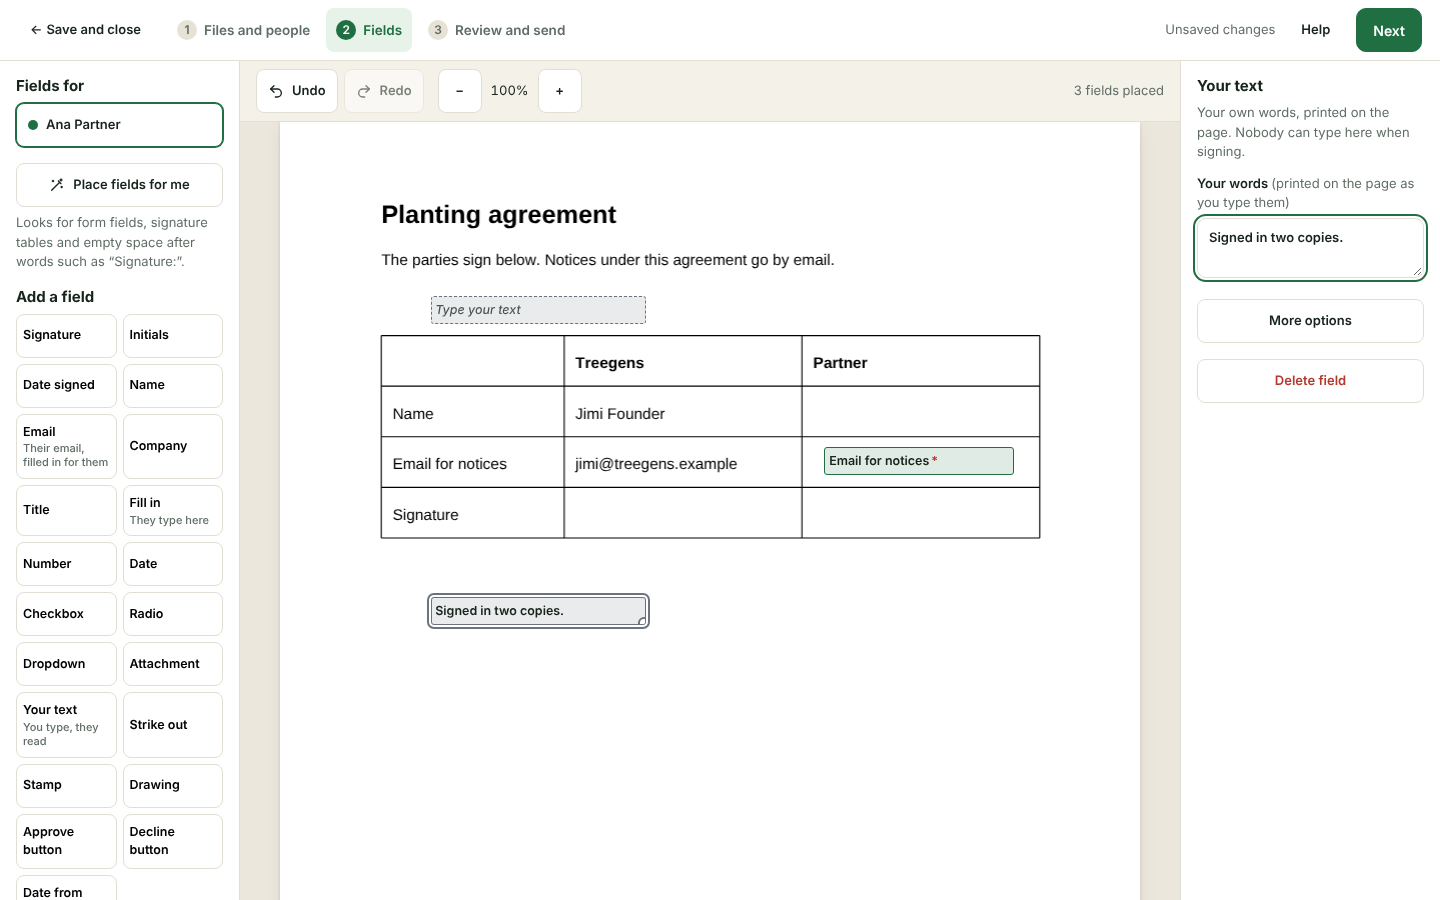 ← Save and close
1 Files and people
2 Fields
3 Review and send
Unsaved changes
Help
Next
Fields for
Ana Partner
Place fields for me
Looks for form fields, signature
tables and empty space after
words such as “Signature:”.
Add a field
Signature
Initials
Date signed
Name
Email
Their email,
filled in for them
Company
Title
Fill in
They type here
Number
Date
Checkbox
Radio
Dropdown
Attachment
Your text
You type, they
read
Strike out
Stamp
Drawing
Approve
button
Decline
button
Date from
Undo
Redo
−
100%
+
3 fields placed
Planting agreement
The parties sign below. Notices under this agreement go by email.
Type your text
Treegens Partner
Name Jimi Founder
Email for notices jimi@treegens.example Email for notices *
Signature
Signed in two copies.
Your text
Your own words, printed on the
page. Nobody can type here when
signing.
Your words (printed on the page as
you type them)
Signed in two copies.
More options
Delete field